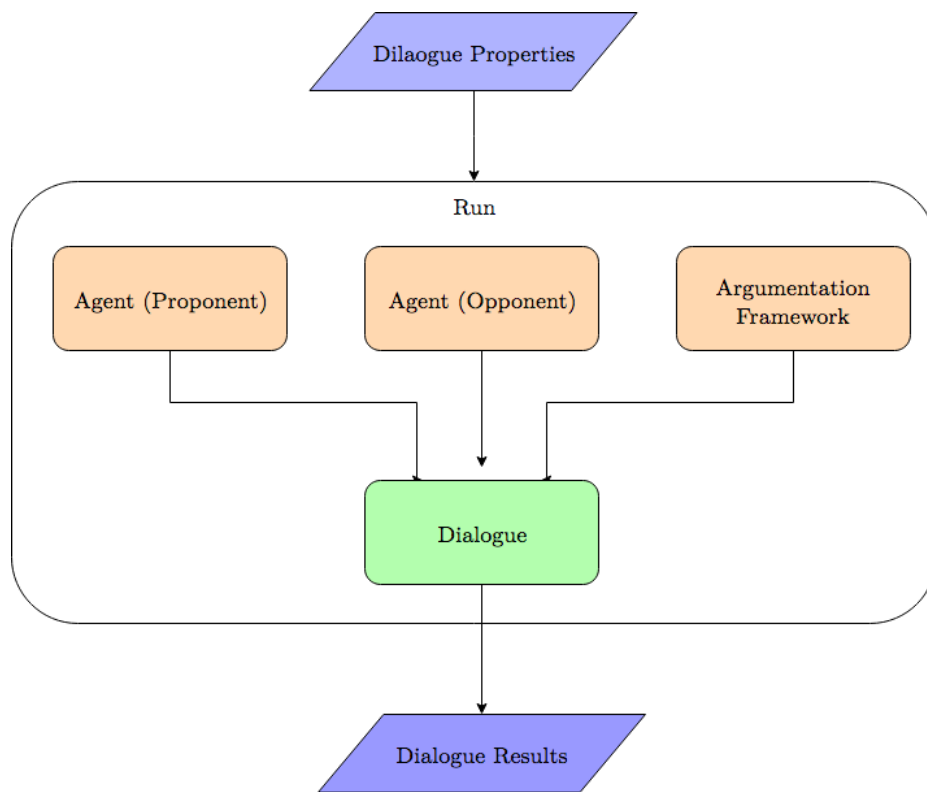 Dilaogue Properties
Run
Agent (Proponent)
Agent (Opponent)
Argumentation
Framework
Dialogue
Dialogue Results